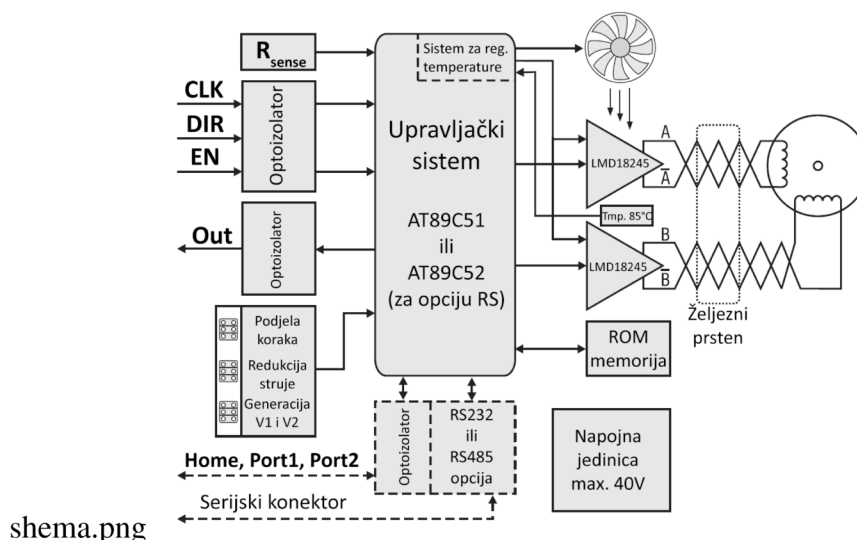 R sense
Sistem za reg.
temperature
CLK
DIR
EN
Optoizolator
Upravljački
sistem
AT89C51
ili
AT89C52
(za opciju RS)
LMD18245
A
A̅
Tmp. 85°C
LMD18245
B
B̅
Željezni
prsten
Out
Optoizolator
Podjela
koraka
Redukcija
struje
Generacija
V1 i V2
ROM
memorija
Optoizolator
RS232
ili
RS485
opcija
Napojna
jedinica
max. 40V
Home, Port1, Port2
Serijski konektor
shema.png